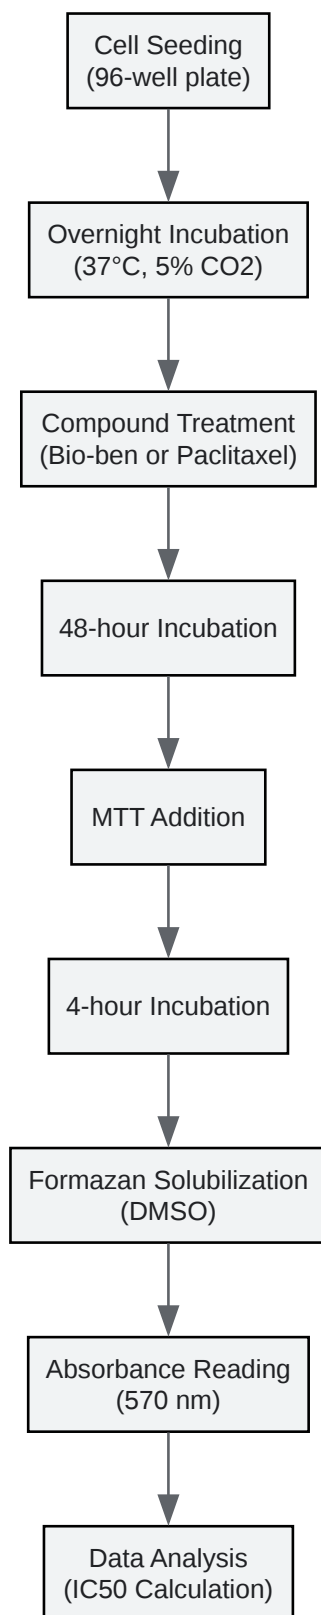 Cell Seeding
(96-well plate)
Overnight Incubation
(37°C, 5% CO2)
Compound Treatment
(Bio-ben or Paclitaxel)
48-hour Incubation
MTT Addition
4-hour Incubation
Formazan Solubilization
(DMSO)
Absorbance Reading
(570 nm)
Data Analysis
(IC50 Calculation)